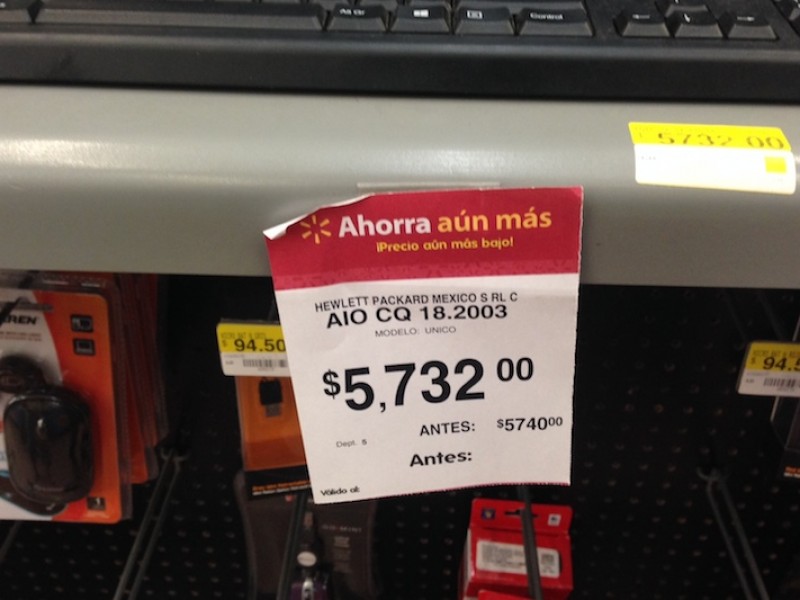 Control
5732 00
Ahorra aún más
¡Precio aún más bajo!
HEWLETT PACKARD MEXICO S RL C
AIO CQ 18.2003
MODELO: UNICO
$5,732 00
ANTES: $5740 00
Dept. 5
Antes:
Válido al:
$ 94.50
$ 94.5